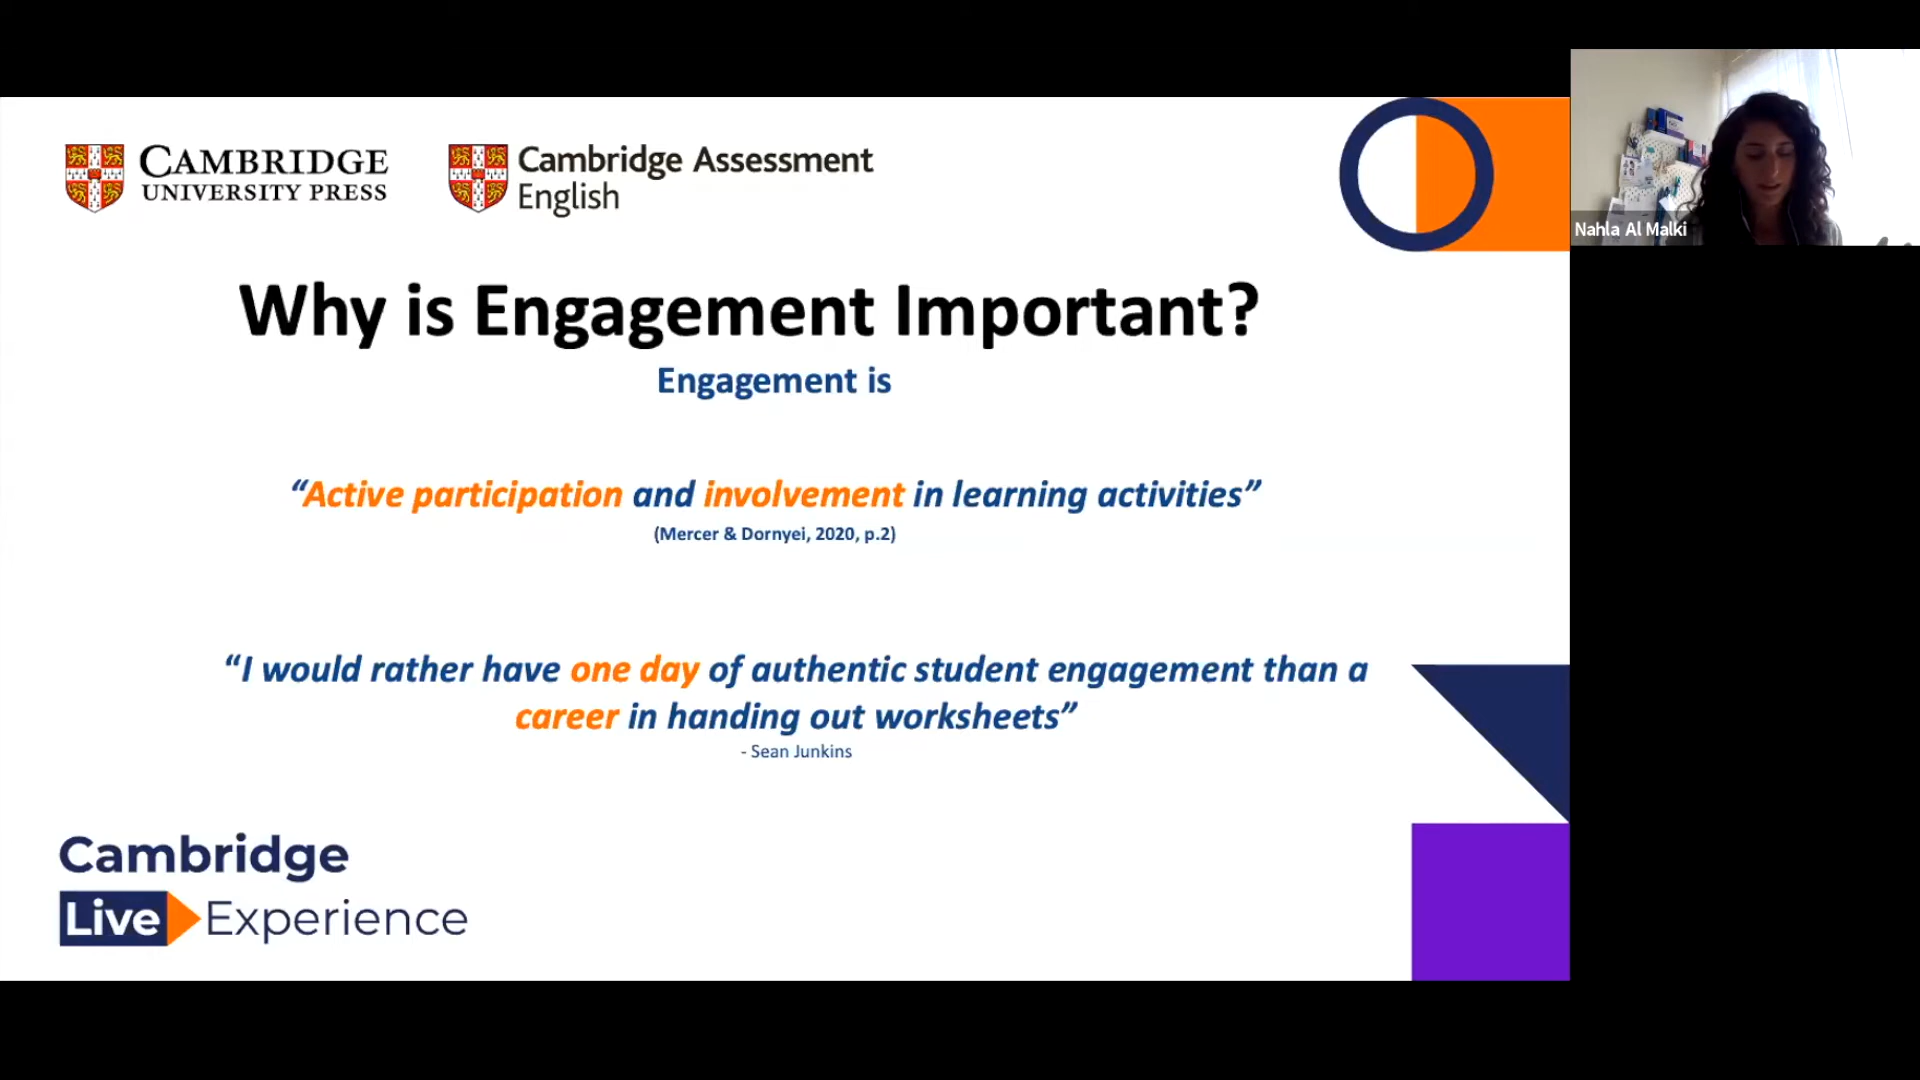 CAMBRIDGE
UNIVERSITY PRESS
Cambridge Assessment
English
Nahla Al Malki
Why is Engagement Important?
Engagement is
“Active participation and involvement in learning activities”
(Mercer & Dornyei, 2020, p.2)
“I would rather have one day of authentic student engagement than a
career in handing out worksheets”
- Sean Junkins
Cambridge
Live Experience